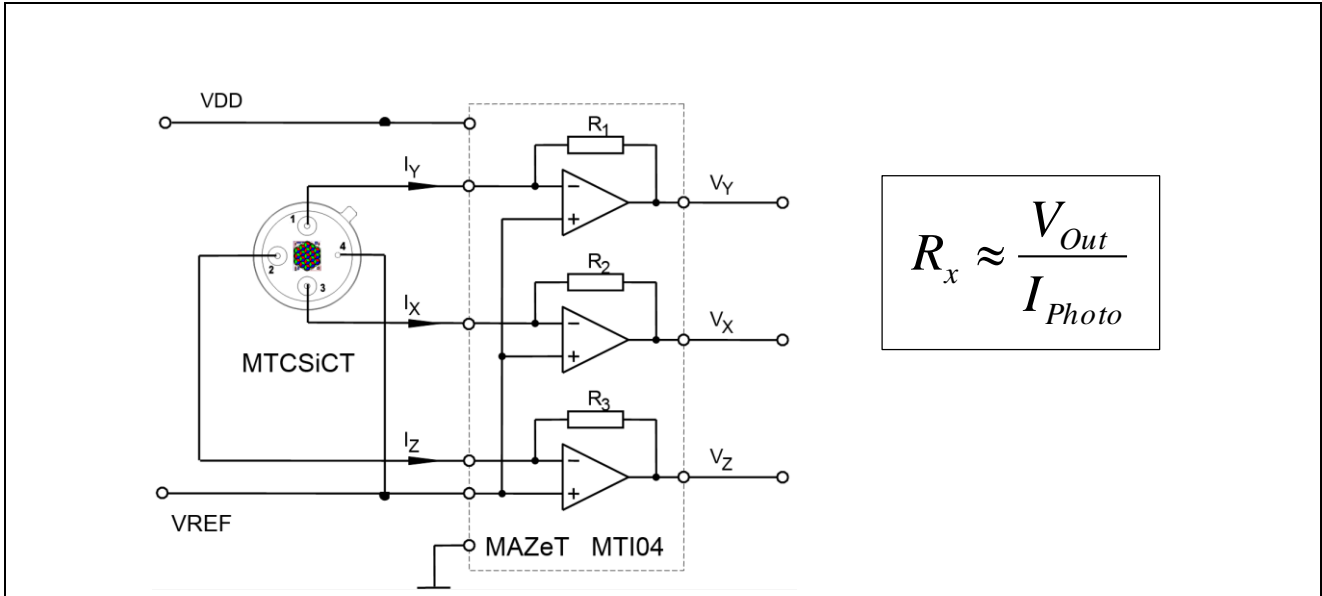 VDD
R1
IY
VY
1
4
2
3
R2
IX
VX
MTCSiCT
R3
IZ
VZ
VREF
MAZeT MTI04
Rx ≈ VOut / IPhoto